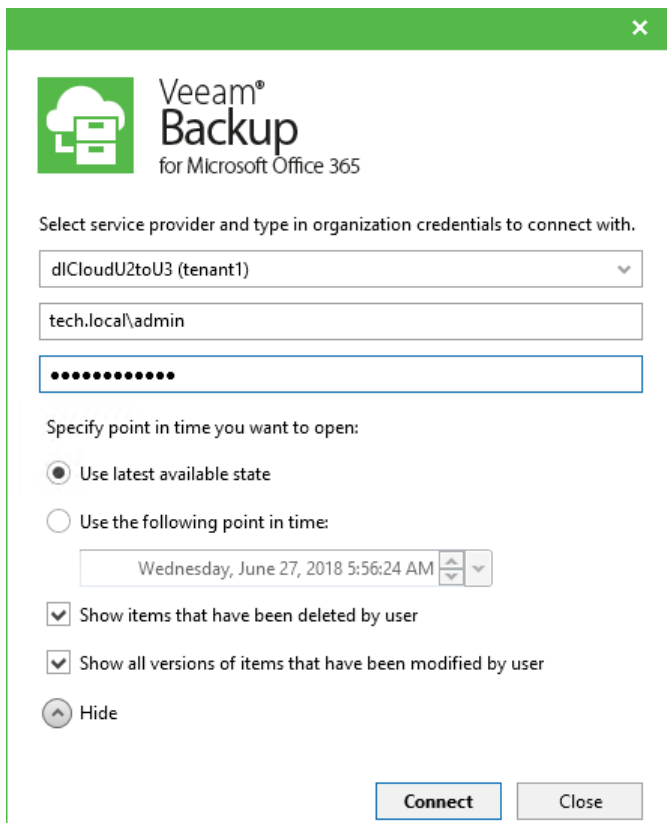 Veeam®
Backup
for Microsoft Office 365
Select service provider and type in organization credentials to connect with.
dlCloudU2toU3 (tenant1)
tech.local\admin
●●●●●●●●●●●●
Specify point in time you want to open:
Use latest available state
Use the following point in time:
Wednesday, June 27, 2018 5:56:24 AM
Show items that have been deleted by user
Show all versions of items that have been modified by user
Hide
Connect Close